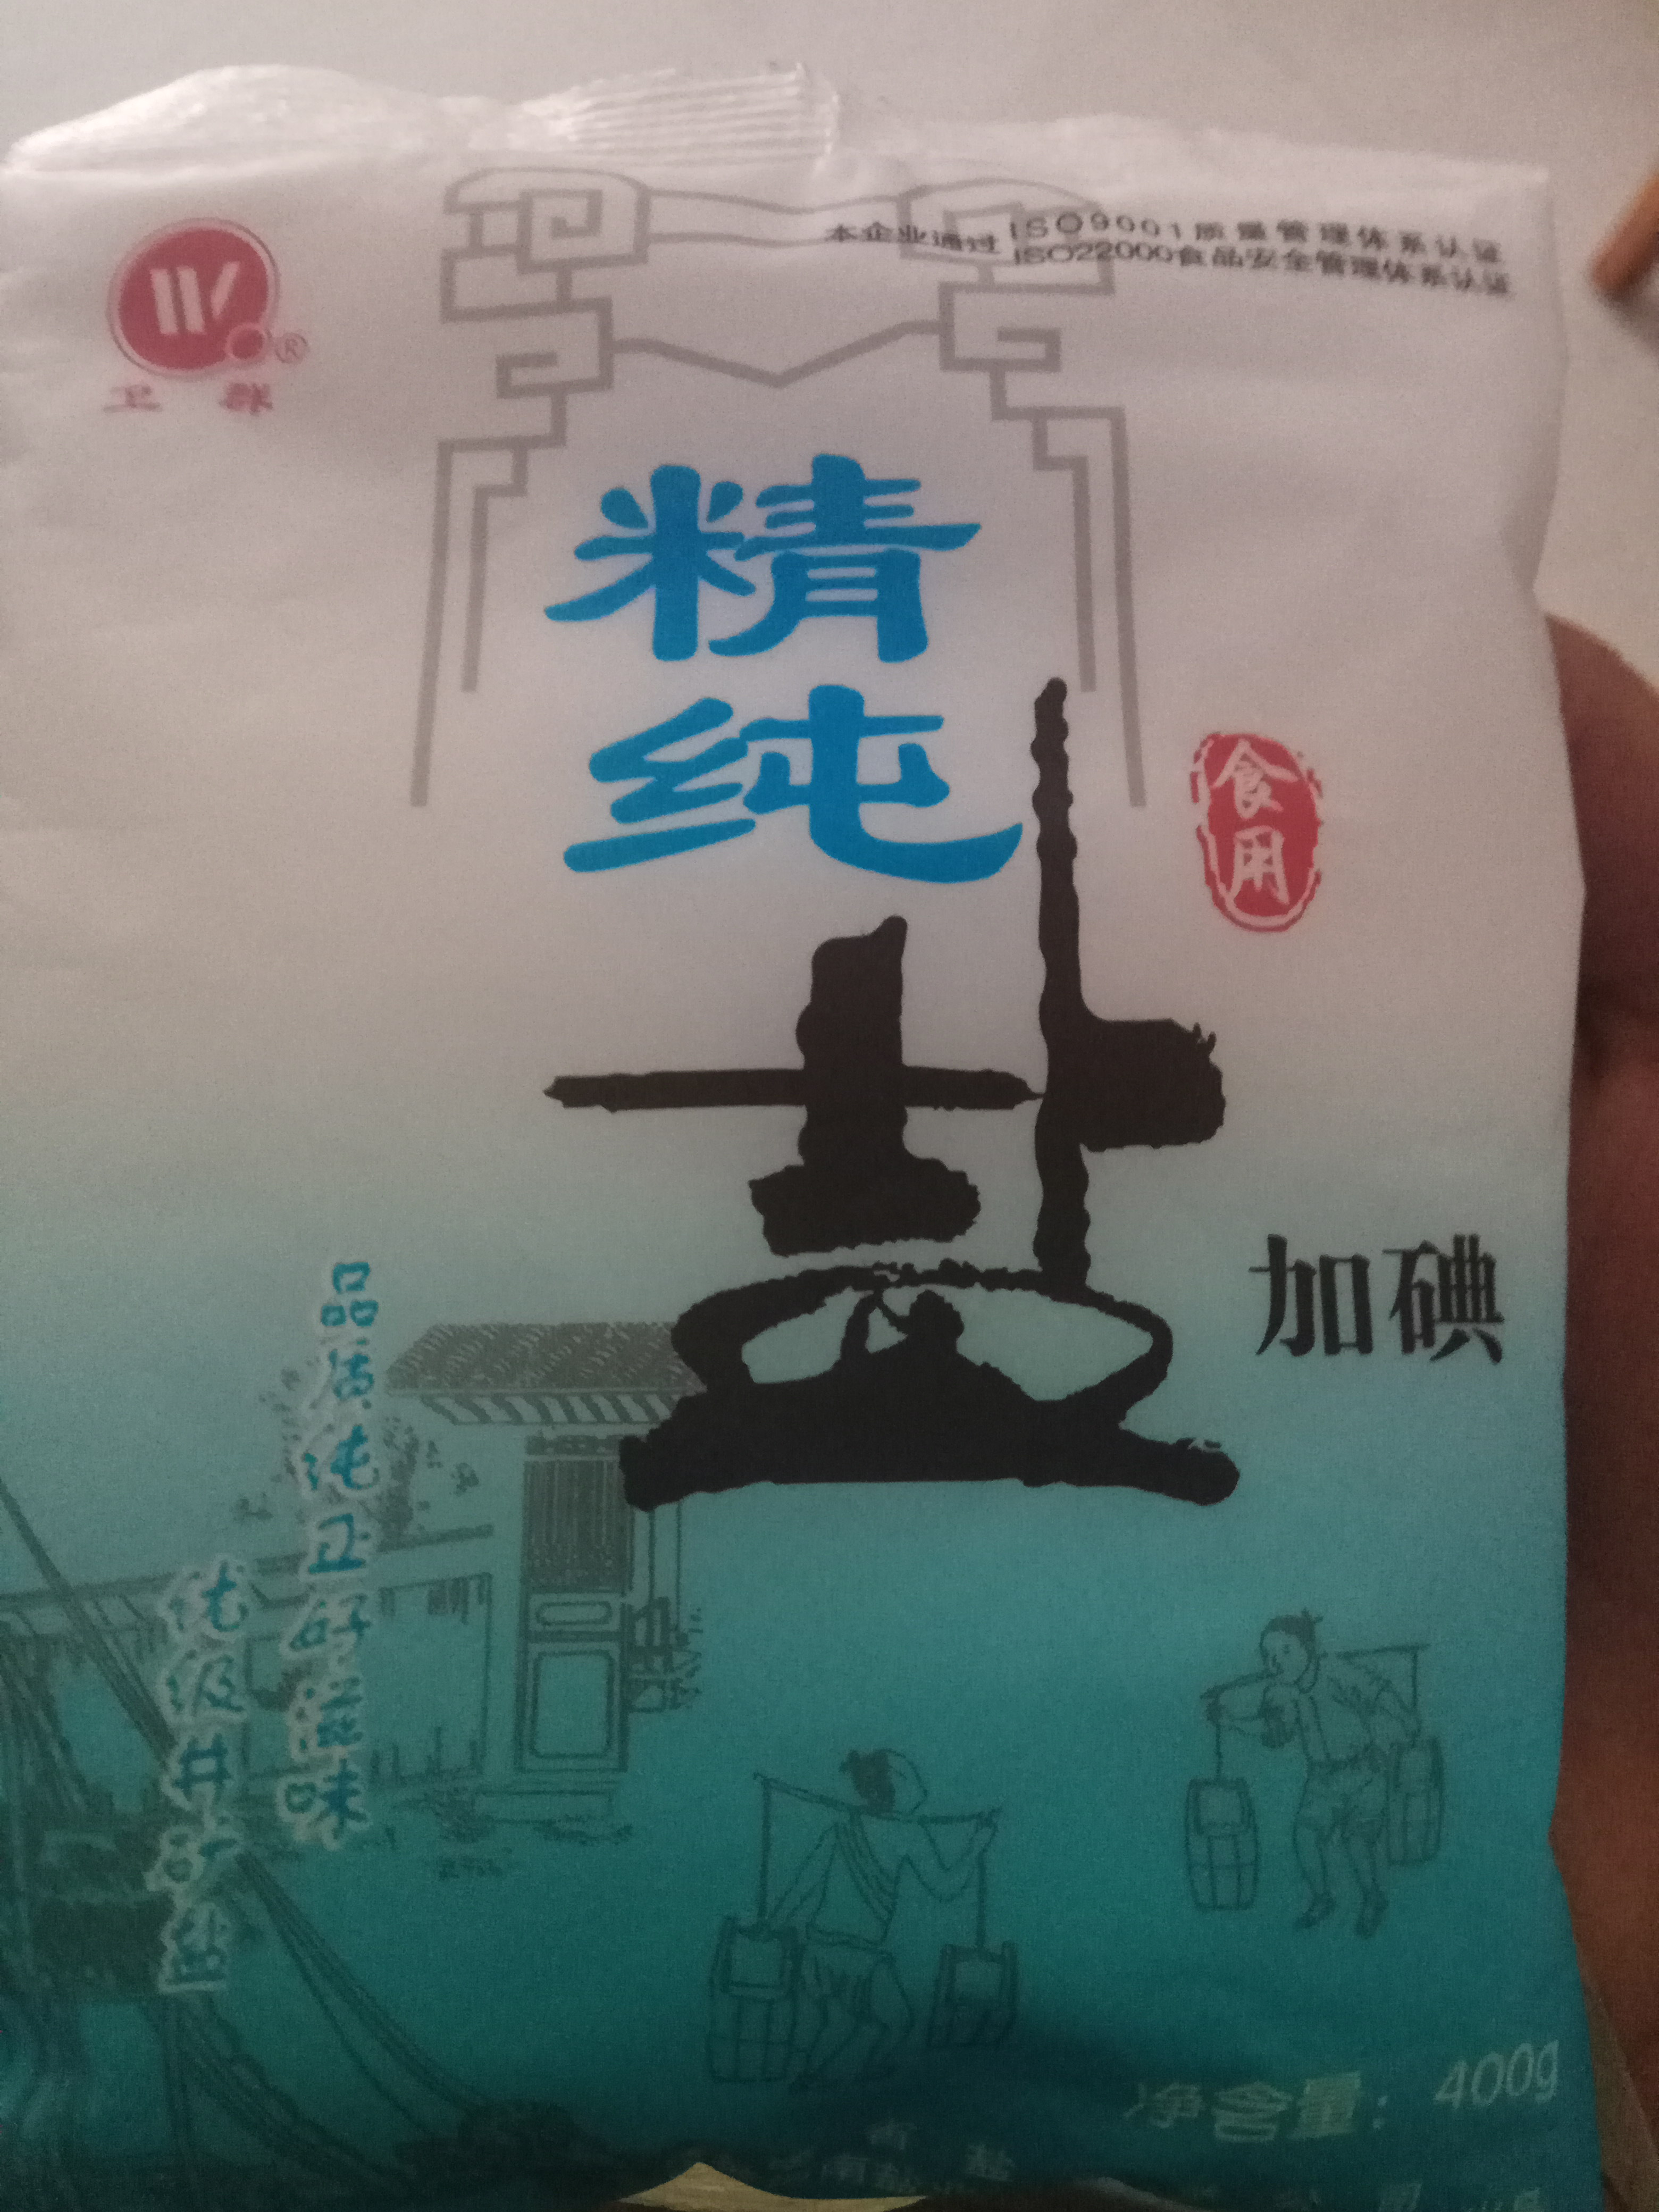 本企业通过 ISO9001质量管理体系认证
ISO22000食品安全管理体系认证
卫群
®
精
纯
盐
食用
加碘
品质纯正好滋味
优级井矿盐
净含量：400g